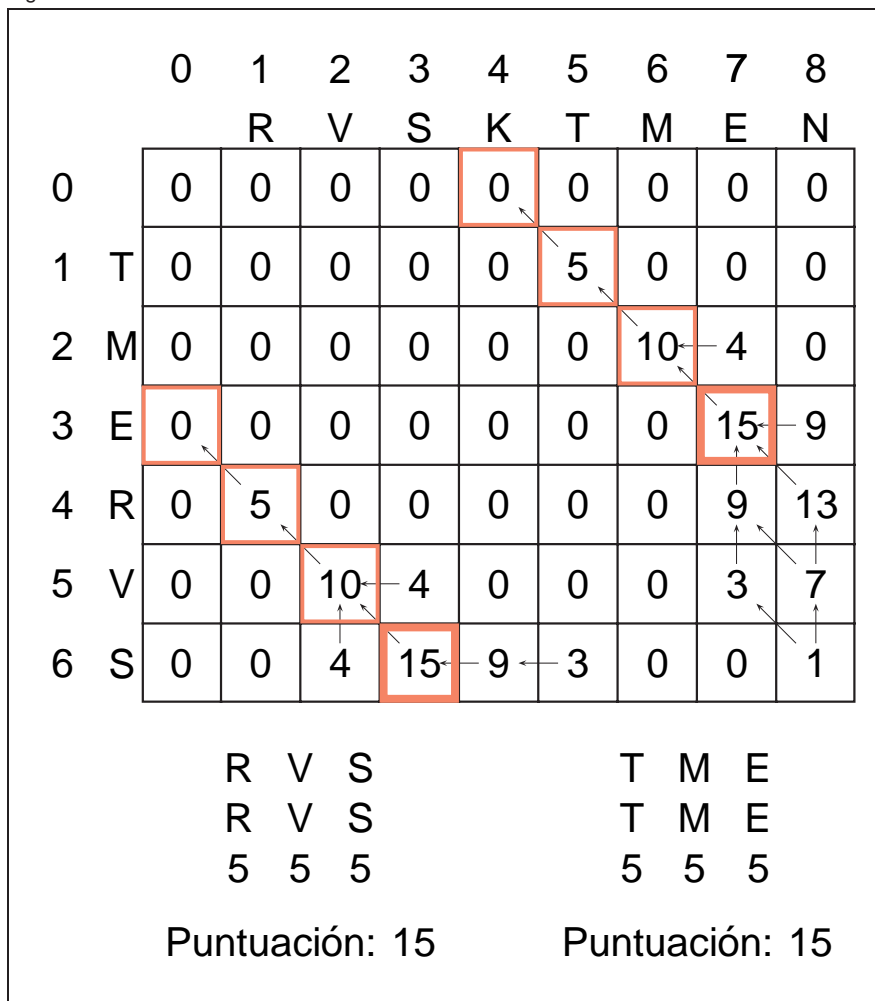 0 1 2 3 4 5 6 7 8
R V S K T M E N
0 0 0 0 0 0 0 0 0 0
1 T 0 0 0 0 0 5 0 0 0
2 M 0 0 0 0 0 0 10 4 0
3 E 0 0 0 0 0 0 0 15 9
4 R 0 5 0 0 0 0 0 9 13
5 V 0 0 10 4 0 0 0 3 7
6 S 0 0 4 15 9 3 0 0 1
R V S T M E
R V S T M E
5 5 5 5 5 5
Puntuación: 15 Puntuación: 15